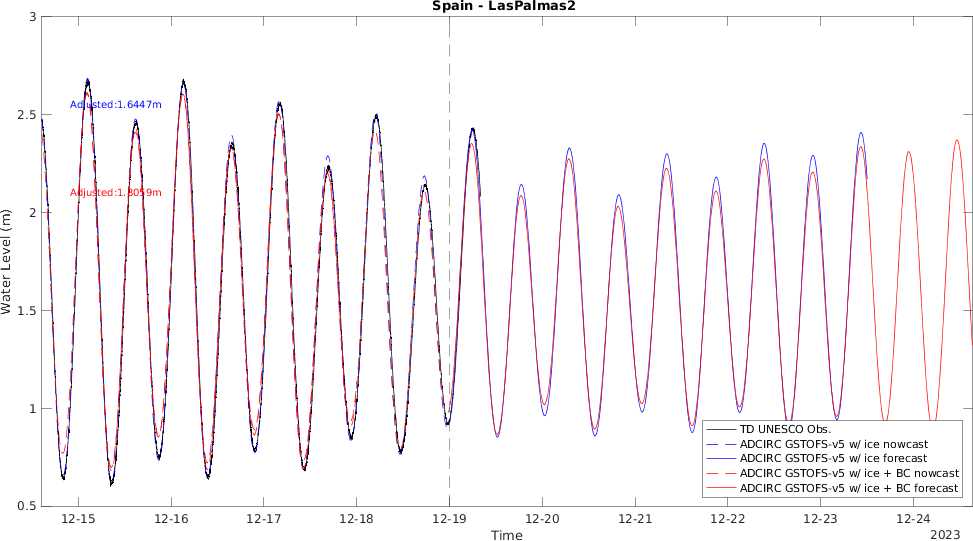 Spain - LasPalmas2
3
2.5
2
1.5
1
0.5
Water Level (m)
Adjusted:1.6447m
Adjusted:1.8059m
TD UNESCO Obs.
ADCIRC GSTOFS-v5 w/ ice nowcast
ADCIRC GSTOFS-v5 w/ ice forecast
ADCIRC GSTOFS-v5 w/ ice + BC nowcast
ADCIRC GSTOFS-v5 w/ ice + BC forecast
12-15 12-16 12-17 12-18 12-19 12-20 12-21 12-22 12-23 12-24
Time
2023